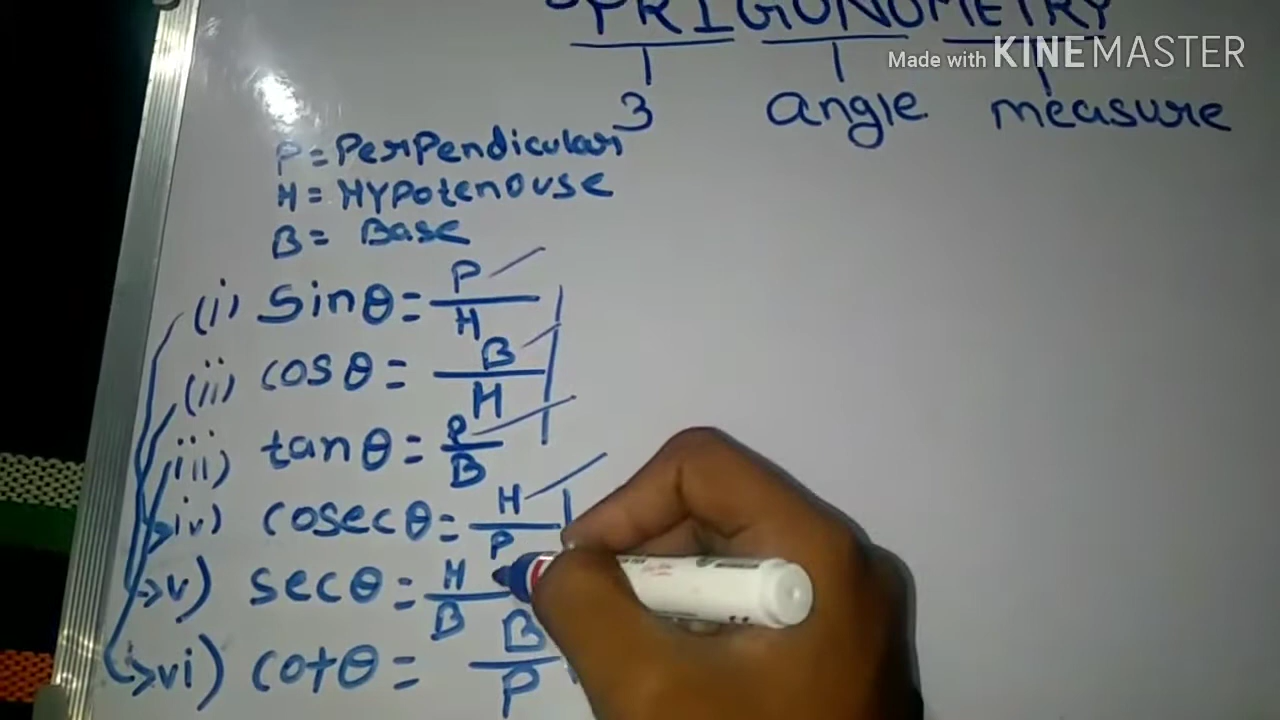 TRIGONOMETRY
Made with KINEMASTER
3 angle measure
P = Perpendicular
H = Hypotenouse
B = Base
(i) Sinθ = P/H
(ii) cosθ = B/H
iii) tanθ = P/B
iv) cosecθ = H/P
v) secθ = H/B
vi) cotθ = B/P